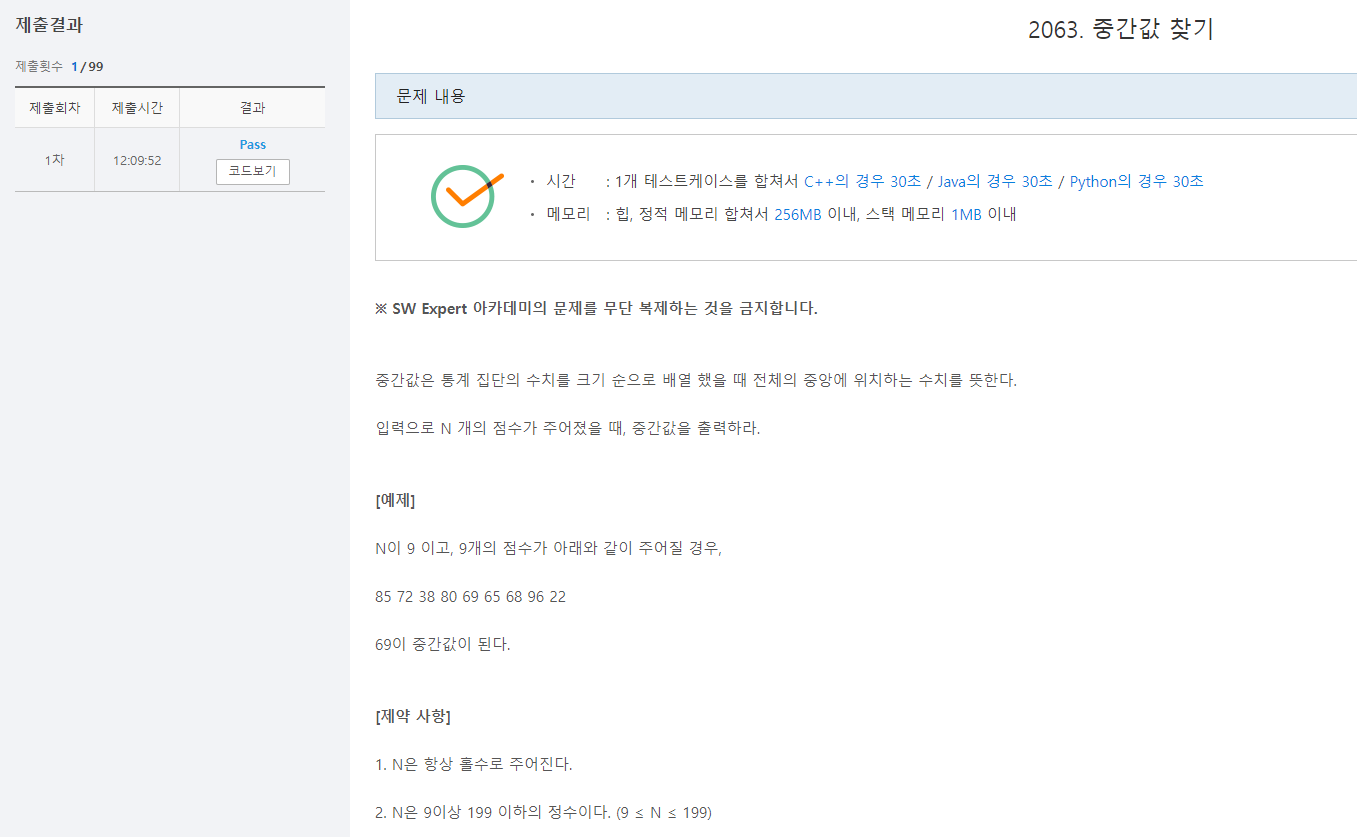 제출결과
제출횟수 1 / 99
제출회차 제출시간 결과
1차 12:09:52 Pass
코드보기
2063. 중간값 찾기
문제 내용
· 시간 : 1개 테스트케이스를 합쳐서 C++의 경우 30초 / Java의 경우 30초 / Python의 경우 30초
· 메모리 : 힙, 정적 메모리 합쳐서 256MB 이내, 스택 메모리 1MB 이내
※ SW Expert 아카데미의 문제를 무단 복제하는 것을 금지합니다.
중간값은 통계 집단의 수치를 크기 순으로 배열 했을 때 전체의 중앙에 위치하는 수치를 뜻한다.
입력으로 N 개의 점수가 주어졌을 때, 중간값을 출력하라.
[예제]
N이 9 이고, 9개의 점수가 아래와 같이 주어질 경우,
85 72 38 80 69 65 68 96 22
69이 중간값이 된다.
[제약 사항]
1. N은 항상 홀수로 주어진다.
2. N은 9이상 199 이하의 정수이다. (9 ≤ N ≤ 199)